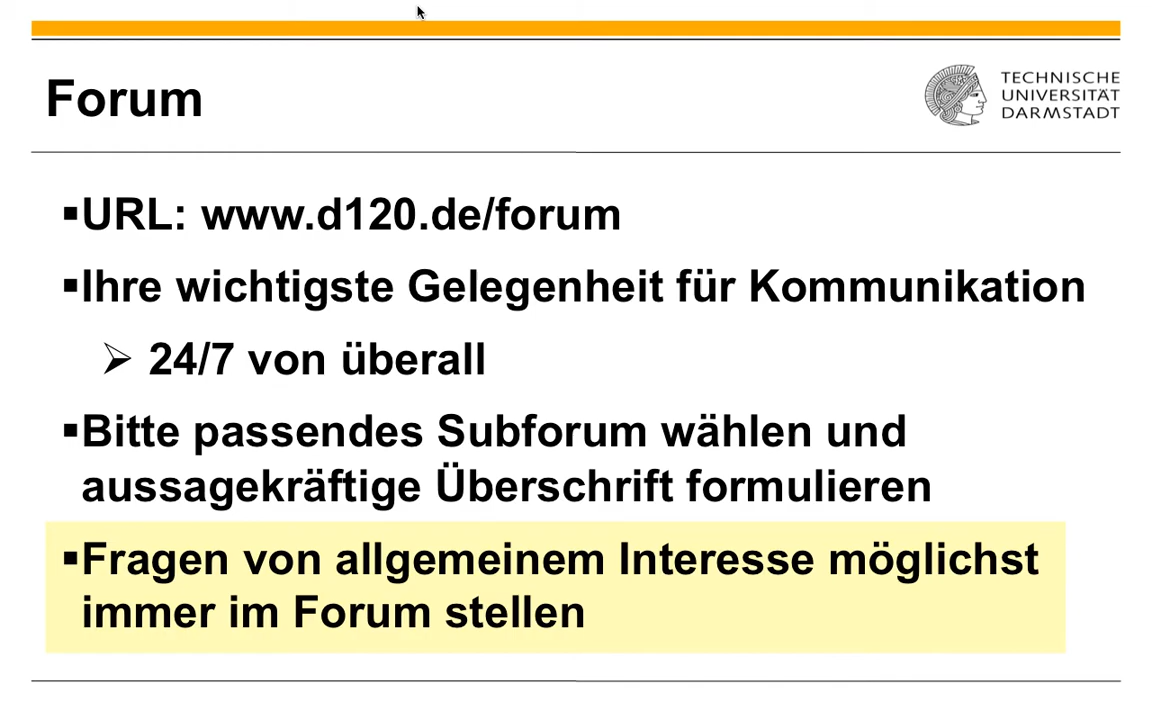 Forum
TECHNISCHE
UNIVERSITÄT
DARMSTADT
▪URL: www.d120.de/forum
▪Ihre wichtigste Gelegenheit für Kommunikation
➢ 24/7 von überall
▪Bitte passendes Subforum wählen und
aussagekräftige Überschrift formulieren
▪Fragen von allgemeinem Interesse möglichst
immer im Forum stellen